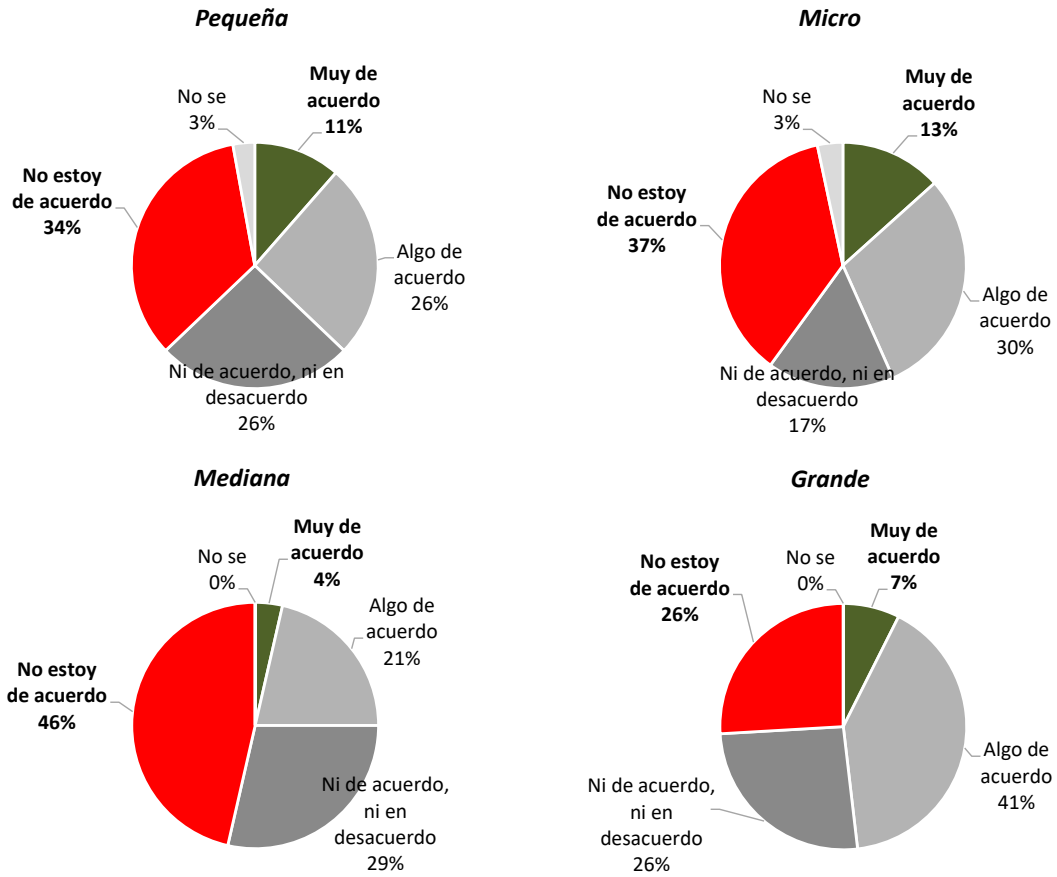 Pequeña
No se
3%
Muy de
acuerdo
11%
No estoy
de acuerdo
34%
Algo de
acuerdo
26%
Ni de acuerdo, ni en
desacuerdo
26%
Micro
No se
3%
Muy de
acuerdo
13%
No estoy
de acuerdo
37%
Algo de
acuerdo
30%
Ni de acuerdo, ni en
desacuerdo
17%
Mediana
No se
0%
Muy de
acuerdo
4%
Algo de
acuerdo
21%
No estoy
de acuerdo
46%
Ni de acuerdo,
ni en
desacuerdo
29%
Grande
No estoy
de acuerdo
26%
No se
0%
Muy de
acuerdo
7%
Algo de
acuerdo
41%
Ni de acuerdo,
ni en
desacuerdo
26%